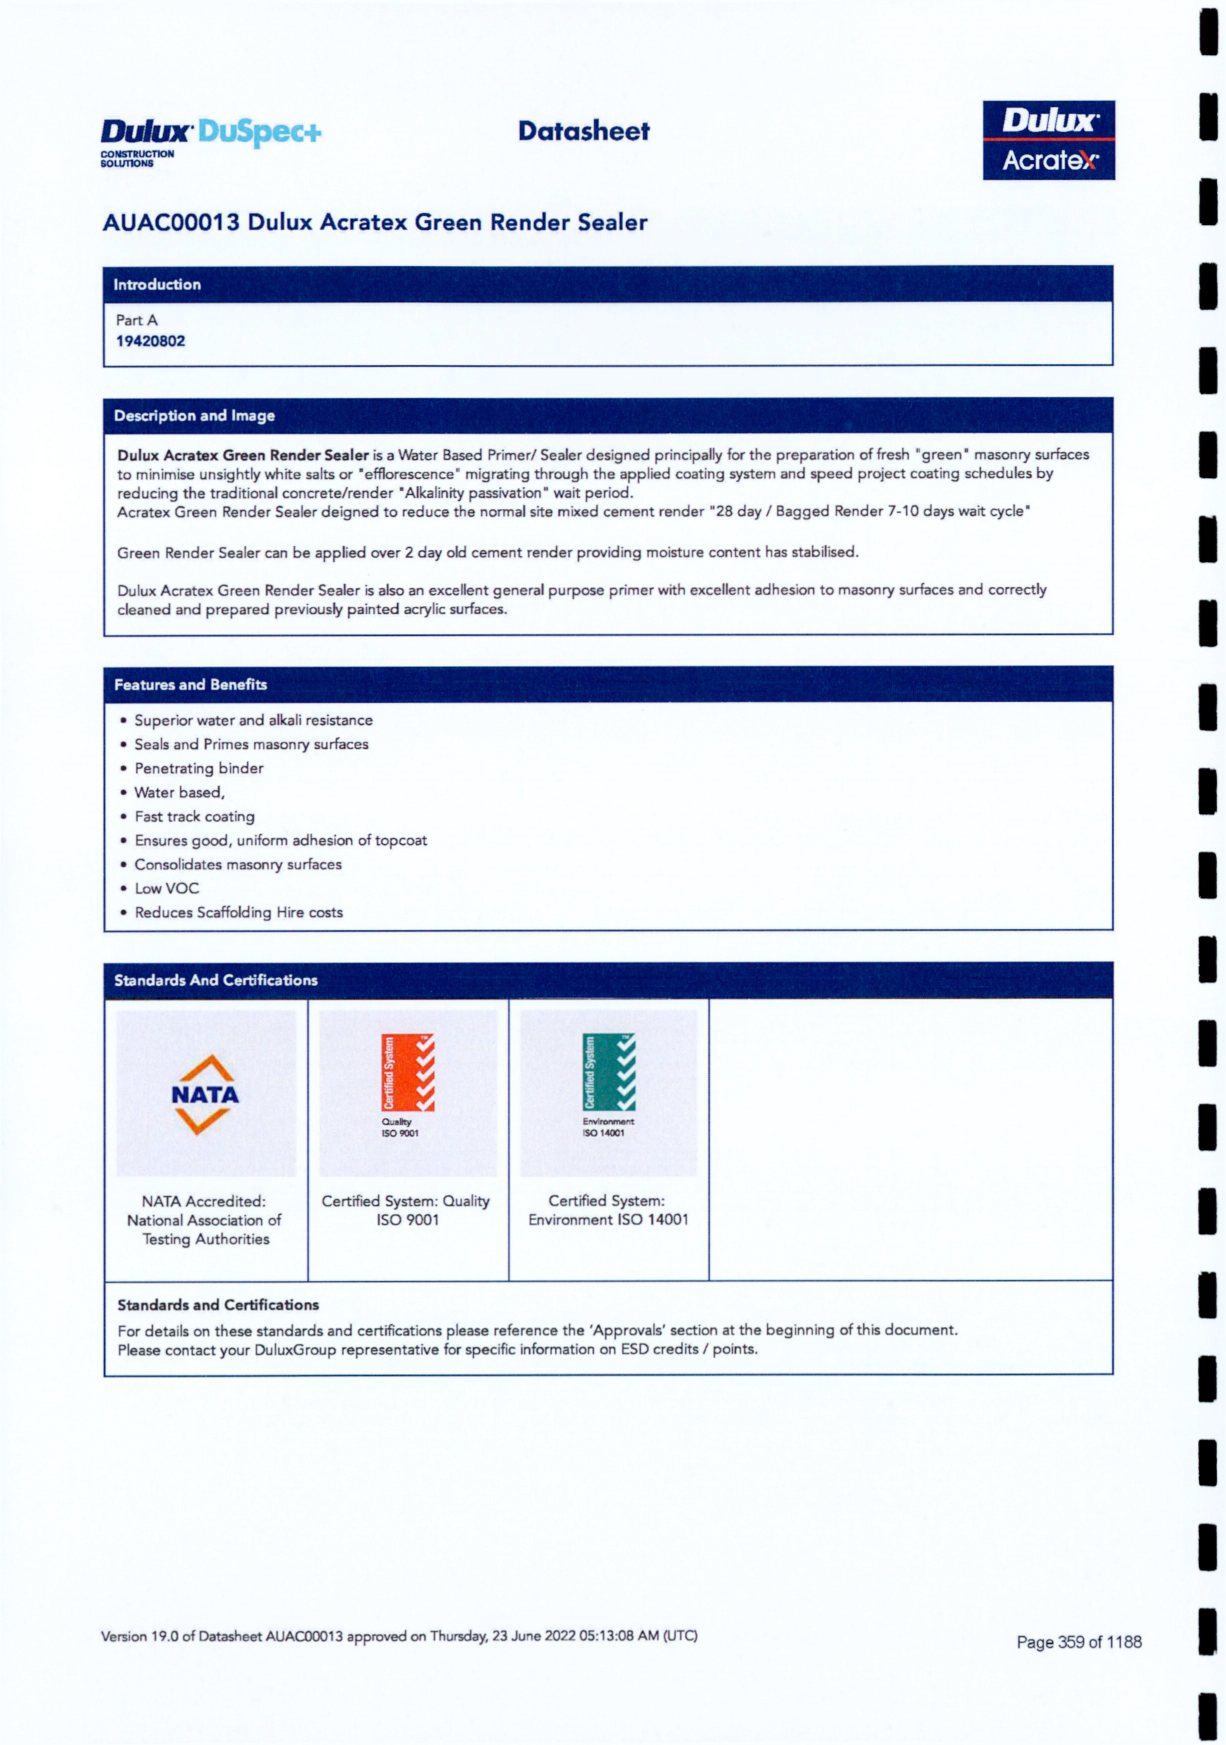 Dulux DuSpec+
CONSTRUCTION
SOLUTIONS
Datasheet
Dulux
Acratex
AUAC00013 Dulux Acratex Green Render Sealer
Introduction
Part A
19420802
Description and Image
Dulux Acratex Green Render Sealer is a Water Based Primer/ Sealer designed principally for the preparation of fresh "green" masonry surfaces
to minimise unsightly white salts or "efflorescence" migrating through the applied coating system and speed project coating schedules by
reducing the traditional concrete/render "Alkalinity passivation" wait period.
Acratex Green Render Sealer deigned to reduce the normal site mixed cement render "28 day / Bagged Render 7-10 days wait cycle"
Green Render Sealer can be applied over 2 day old cement render providing moisture content has stabilised.
Dulux Acratex Green Render Sealer is also an excellent general purpose primer with excellent adhesion to masonry surfaces and correctly
cleaned and prepared previously painted acrylic surfaces.
Features and Benefits
• Superior water and alkali resistance
• Seals and Primes masonry surfaces
• Penetrating binder
• Water based,
• Fast track coating
• Ensures good, uniform adhesion of topcoat
• Consolidates masonry surfaces
• Low VOC
• Reduces Scaffolding Hire costs
Standards And Certifications
NATA
Certified System
Quality
ISO 9001
Certified System
Environment
ISO 14001
NATA Accredited:
National Association of
Testing Authorities
Certified System: Quality
ISO 9001
Certified System:
Environment ISO 14001
Standards and Certifications
For details on these standards and certifications please reference the 'Approvals' section at the beginning of this document.
Please contact your DuluxGroup representative for specific information on ESD credits / points.
Version 19.0 of Datasheet AUAC00013 approved on Thursday, 23 June 2022 05:13:08 AM (UTC)
Page 359 of 1188